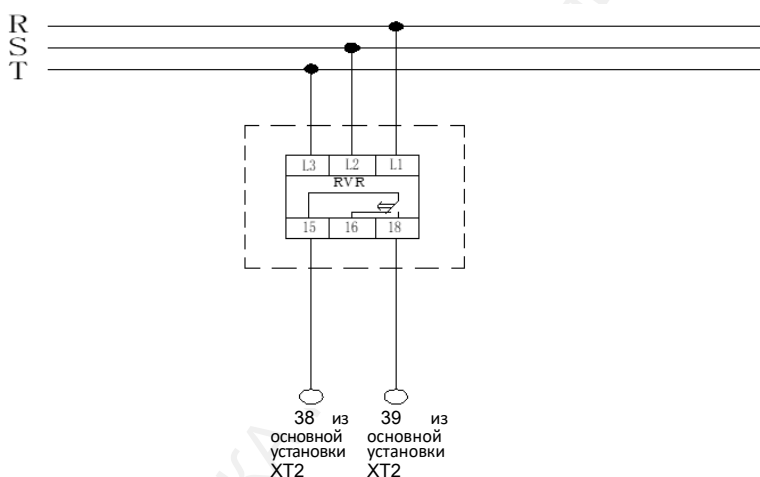 R
S
T
L3 L2 L1
RVR
15 16 18
38 из основной установки XT2
39 из основной установки XT2